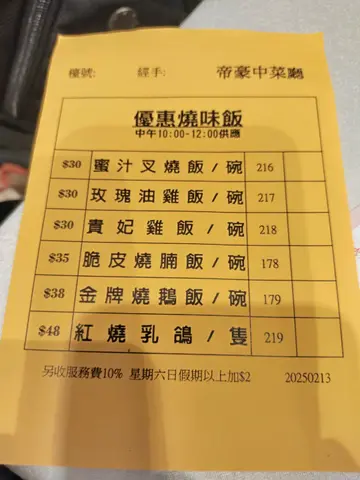 檯號: 經手: 帝豪中菜廳
優惠燒味飯
中午10:00-12:00供應
$30 蜜汁叉燒飯/碗 216
$30 玫瑰油雞飯/碗 217
$30 貴妃雞飯/碗 218
$35 脆皮燒腩飯/碗 178
$38 金牌燒鵝飯/碗 179
$48 紅燒乳鴿/隻 219
另收服務費10% 星期六日假期以上加$2 20250213